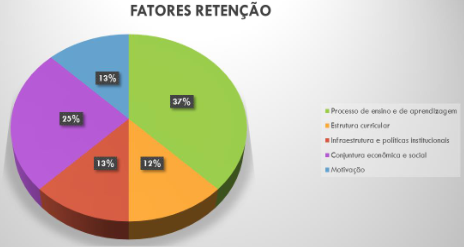 FATORES RETENÇÃO
13%
37%
25%
13%
12%
Processo de ensino e de aprendizagem
Estrutura curricular
Infraestrutura e políticas institucionais
Conjuntura econômica e social
Motivação